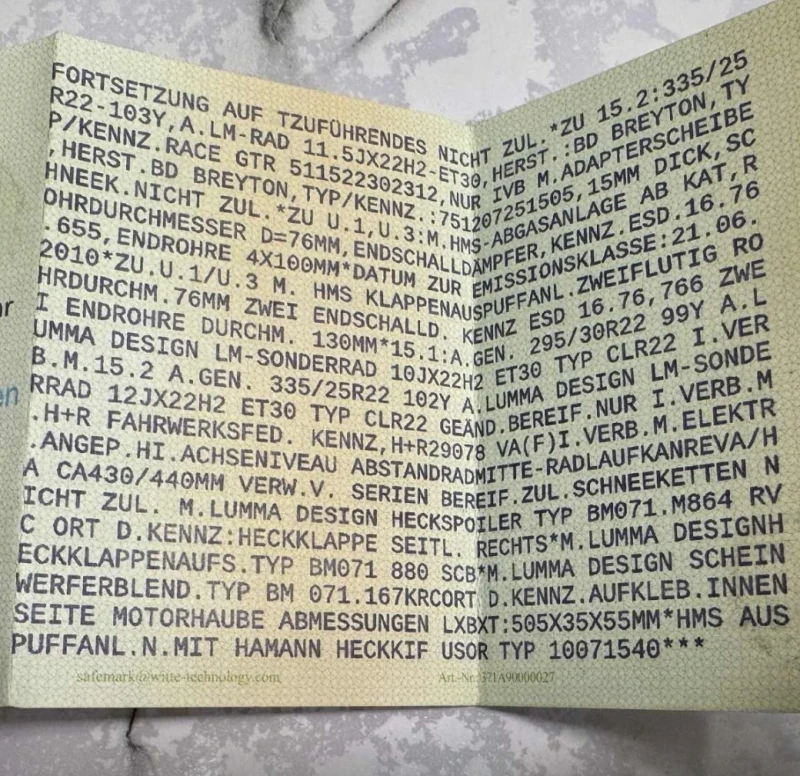 FORTSETZUNG AUF TZUFÜHRENDES NICHT ZUL.*ZU 15.2:335/25
R22-103Y,A.LM-RAD 11.5JX22H2-ET30,HERST.:BD BREYTON,TY
P/KENNZ.RACE GTR 511522302312,NUR IVB M.ADAPTERSCHEIBE
,HERST.BD BREYTON,TYP/KENNZ.:751207251505,15MM DICK,SC
HNEEK.NICHT ZUL.*ZU U.1,U.3:M.HMS-ABGASANLAGE AB KAT,R
OHRDURCHMESSER D=76MM,ENDSCHALLDÄMPFER,KENNZ.ESD.16.76
.655,ENDROHRE 4X100MM*DATUM ZUR EMISSIONSKLASSE:21.06.
2010*ZU.U.1/U.3 M. HMS KLAPPENAUSPUFFANL.ZWEIFLUTIG RO
HRDURCHM.76MM ZWEI ENDSCHALLD. KENNZ ESD 16.76,766 ZWE
I ENDROHRE DURCHM. 130MM*15.1:A.GEN. 295/30R22 99Y A.L
UMMA DESIGN LM-SONDERRAD 10JX22H2 ET30 TYP CLR22 I.VER
B.M.15.2 A.GEN. 335/25R22 102Y A.LUMMA DESIGN LM-SONDE
RRAD 12JX22H2 ET30 TYP CLR22 GEÄND.BEREIF.NUR I.VERB.M
.H+R FAHRWERKSFED. KENNZ,H+R29078 VA(F)I.VERB.M.ELEKTR
.ANGEP.HI.ACHSENIVEAU ABSTANDRADMITTE-RADLAUFKANREVA/H
A CA430/440MM VERW.V. SERIEN BEREIF.ZUL.SCHNEEKETTEN N
ICHT ZUL. M.LUMMA DESIGN HECKSPOILER TYP BM071.M864 RV
C ORT D.KENNZ:HECKKLAPPE SEITL. RECHTS*M.LUMMA DESIGNH
ECKKLAPPENAUFS.TYP BM071 880 SCB*M.LUMMA DESIGN SCHEIN
WERFERBLEND.TYP BM 071.167KRCORT D.KENNZ.AUFKLEB.INNEN
SEITE MOTORHAUBE ABMESSUNGEN LXBXT:505X35X55MM*HMS AUS
PUFFANL.N.MIT HAMANN HECKKIF USOR TYP 10071540***
safemark@witte-technology.com Art.-Nr.:371A90000027